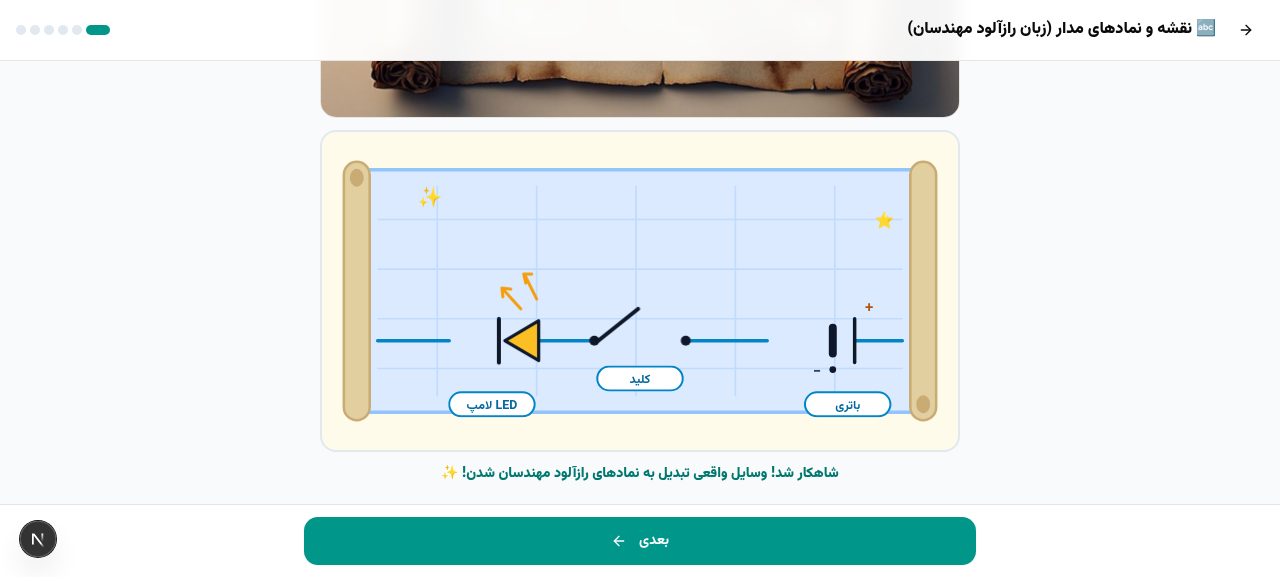 🔤 نقشه و نمادهای مدار (زبان رازآلود مهندسان)
+
-
کلید
باتری
لامپ LED
شاهکار شد! وسایل واقعی تبدیل به نمادهای رازآلود مهندسان شدن! ✨
بعدی
N